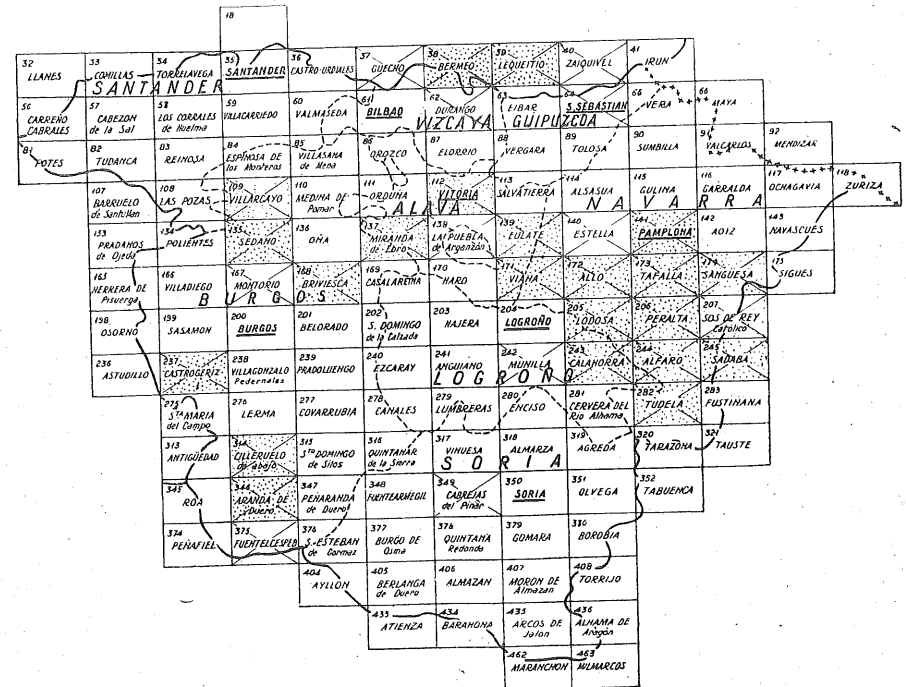 18
32 33 34 35 36 37 38 39 40 41
LLANES COMILLAS TORRELAVEGA SANTANDER CASTRO-URDIALES GUECHO BERMEO LEQUEITIO ZAIQUIVEL IRUN
SANTANDER
56 57 58 59 60 61 62 63 64 65 66
CARREÑO CABRALES
CABEZON de la Sal
LOS CORRALES de Buelna
VILLACARRIEDO VALMASEDA BILBAO DURANGO EIBAR S. SEBASTIAN VERA MAYA
VIZCAYA GUIPUZCOA
81 82 83 84 85 86 87 88 89 90 91 92
POTES TUDANCA REINOSA
ESPINOSA DE los Monteros
VILLASANA de Mena
OROZCO ELORRIO VERGARA TOLOSA SUMBILLA VALCARLOS MENDIZAR
107 108 109 110 111 112 113 114 115 116 117 118
BARRUELO de Santullan
LAS POZAS VILLARCAYO
MEDINA DE Pomar
ORDUÑA VITORIA SALVATIERRA ALSASUA GULINA GARRALDA OCHAGAVIA ZURIZA
ALAVA NAVARRA
133 134 135 136 137 138 139 140 141 142 143
PRADANOS de Ojeda
POLIENTES SEDANO OÑA
MIRANDA de Ebro
LA PUEBLA de Arganzón
EULATE ESTELLA PAMPLONA AOIZ NAVASCUES
165 166 167 168 169 170 171 172 173 174 175
HERRERA DE Pisuerga
VILLADIEGO MONTORIO BRIVIESCA CASALAREINA HARO VIANA ALLO TAFALLA SANGUESA SIGUES
BURGOS
198 199 200 201 202 203 204 205 206 207
OSORNO SASAMON BURGOS BELORADO
S. DOMINGO de la Calzada
NAJERA LOGROÑO LODOSA PERALTA
SOS DE REY Católico
236 237 238 239 240 241 242 243 244 245
ASTUDILLO CASTROGERIZ
VILLAGONZALO Pedernales
PRADOLUENGO EZCARAY ANGUIANO MUNILLA CALAHORRA ALFARO SADABA
LOGROÑO
275 276 277 278 279 280 281 282 283
STA MARIA del Campo
LERMA COVARRUBIA CANALES LUMBRERAS ENCISO
CERVERA DEL Rio Alhama
TUDELA FUSTIÑANA
313 314 315 316 317 318 319 320 321
ANTIGÜEDAD
CILLERUELO de abajo
STO DOMINGO de Silos
QUINTANAR de la Sierra
VINUESA ALMARZA AGREDA TARAZONA TAUSTE
SORIA
345 346 347 348 349 350 351 352
ROA
ARANDA DE Duero
PEÑARANDA de Duero
FUENTEARMEGIL
CABREJAS del Pinar
SORIA OLVEGA TABUENCA
374 375 376 377 378 379 380
PEÑAFIEL FUENTELCESPED
S. ESTEBAN de Gormaz
BURGO DE Osma
QUINTANA Redonda
GOMARA BOROBIA
404 405 406 407 408
AYLLON
BERLANGA de Duero
ALMAZAN
MORON DE Almazan
TORRIJO
433 434 435 436
ATIENZA BARAHONA
ARCOS DE Jalon
ALHAMA DE Aragón
462 463
MARANCHON MILMARCOS